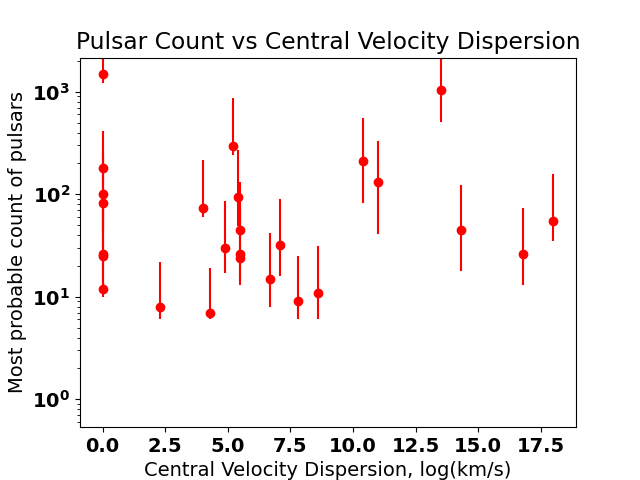 Pulsar Count vs Central Velocity Dispersion
Most probable count of pulsars
10³
10²
10¹
10⁰
0.0 2.5 5.0 7.5 10.0 12.5 15.0 17.5
Central Velocity Dispersion, log(km/s)